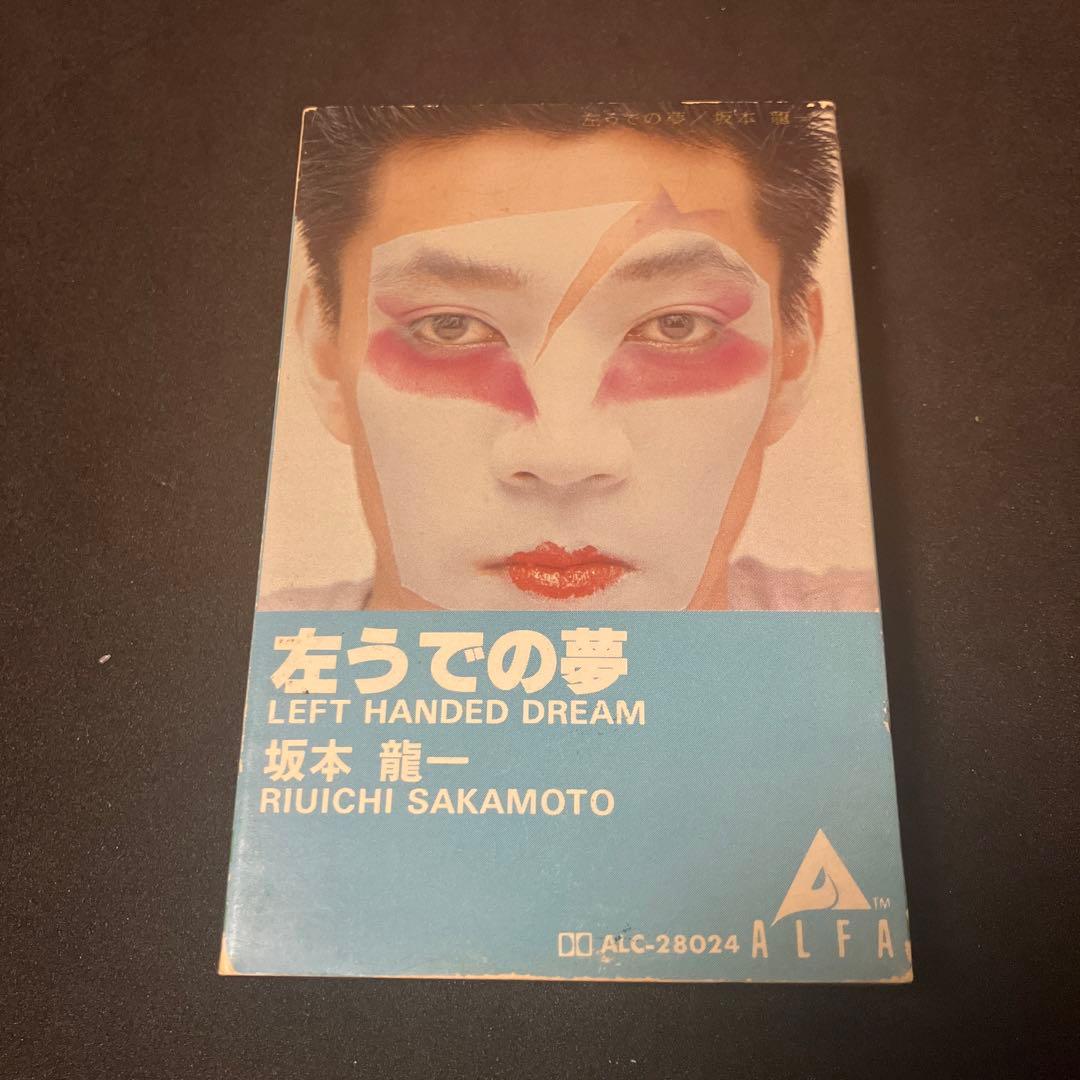 左うでの夢／坂本 龍一
左うでの夢
LEFT HANDED DREAM
坂本 龍一
RIUICHI SAKAMOTO
ALC-28024
TM
ALFA